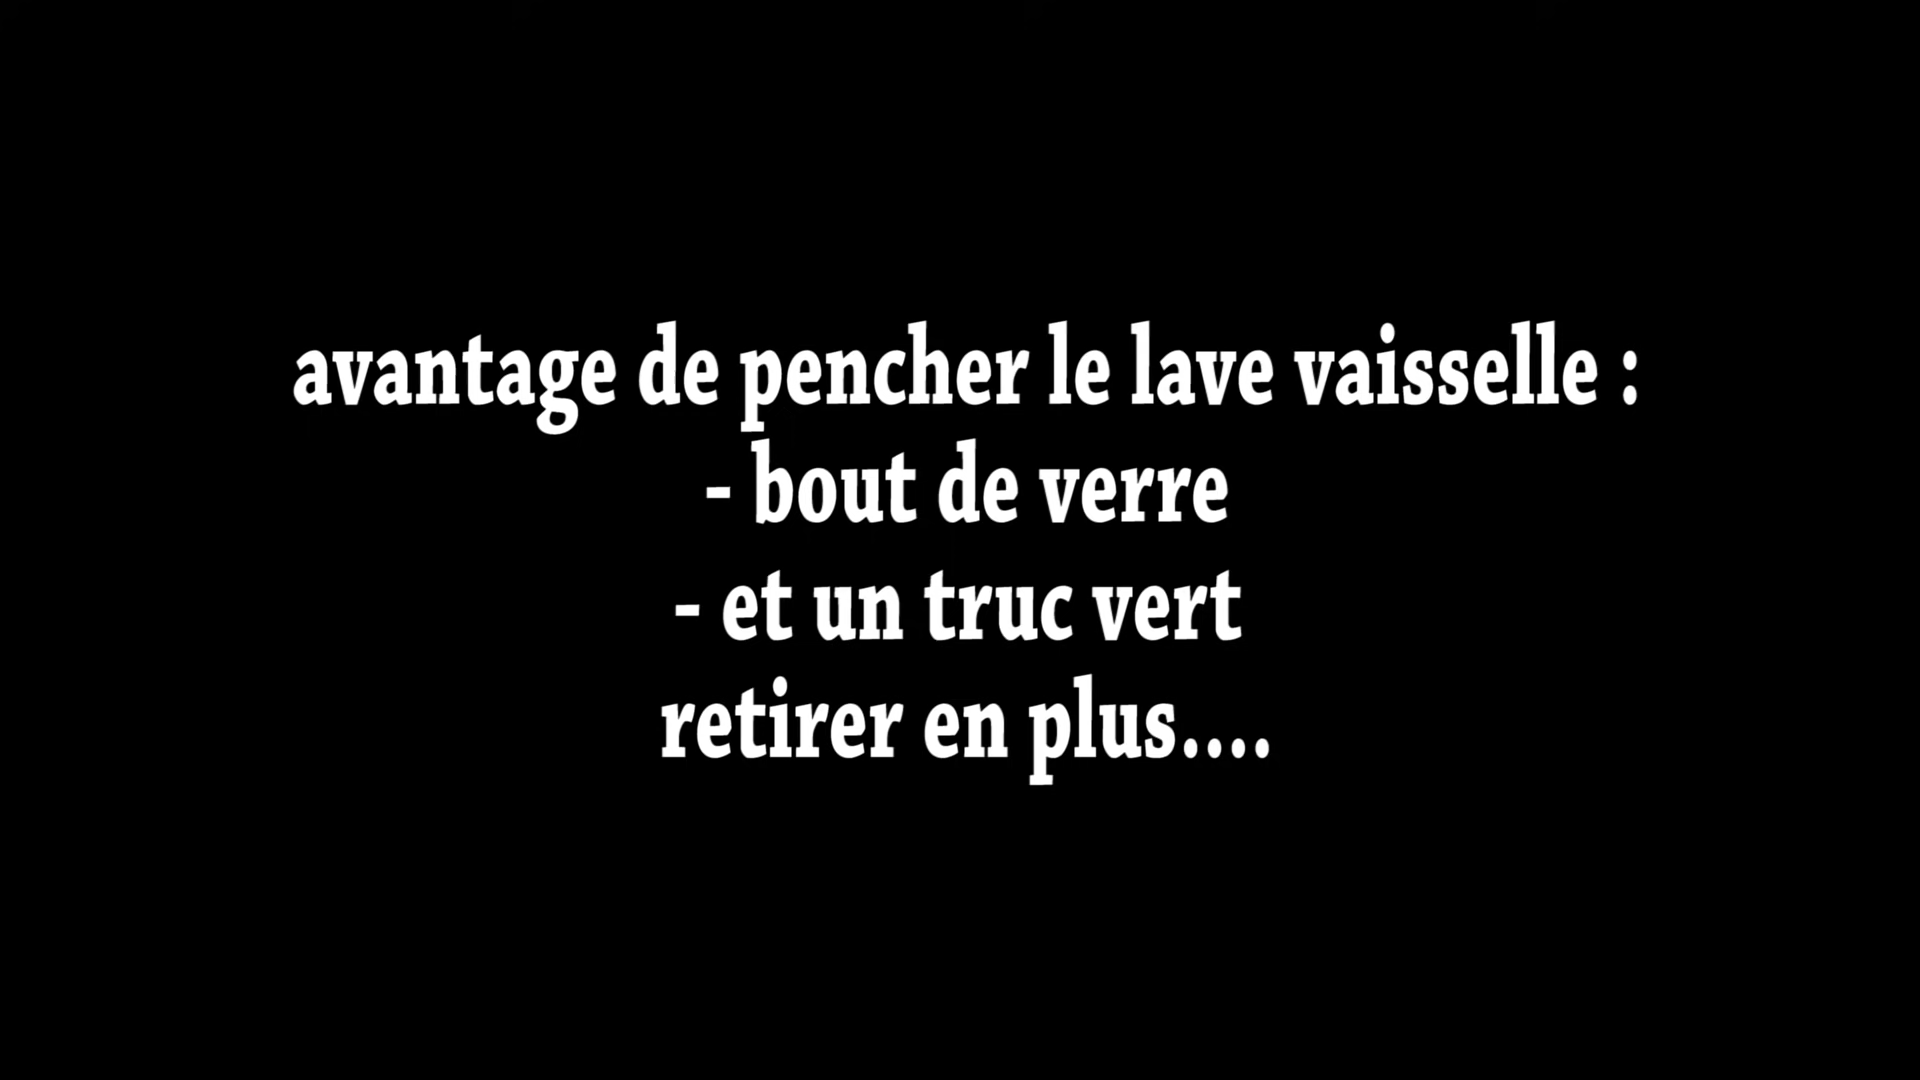 avantage de pencher le lave vaisselle :
- bout de verre
- et un truc vert
retirer en plus....